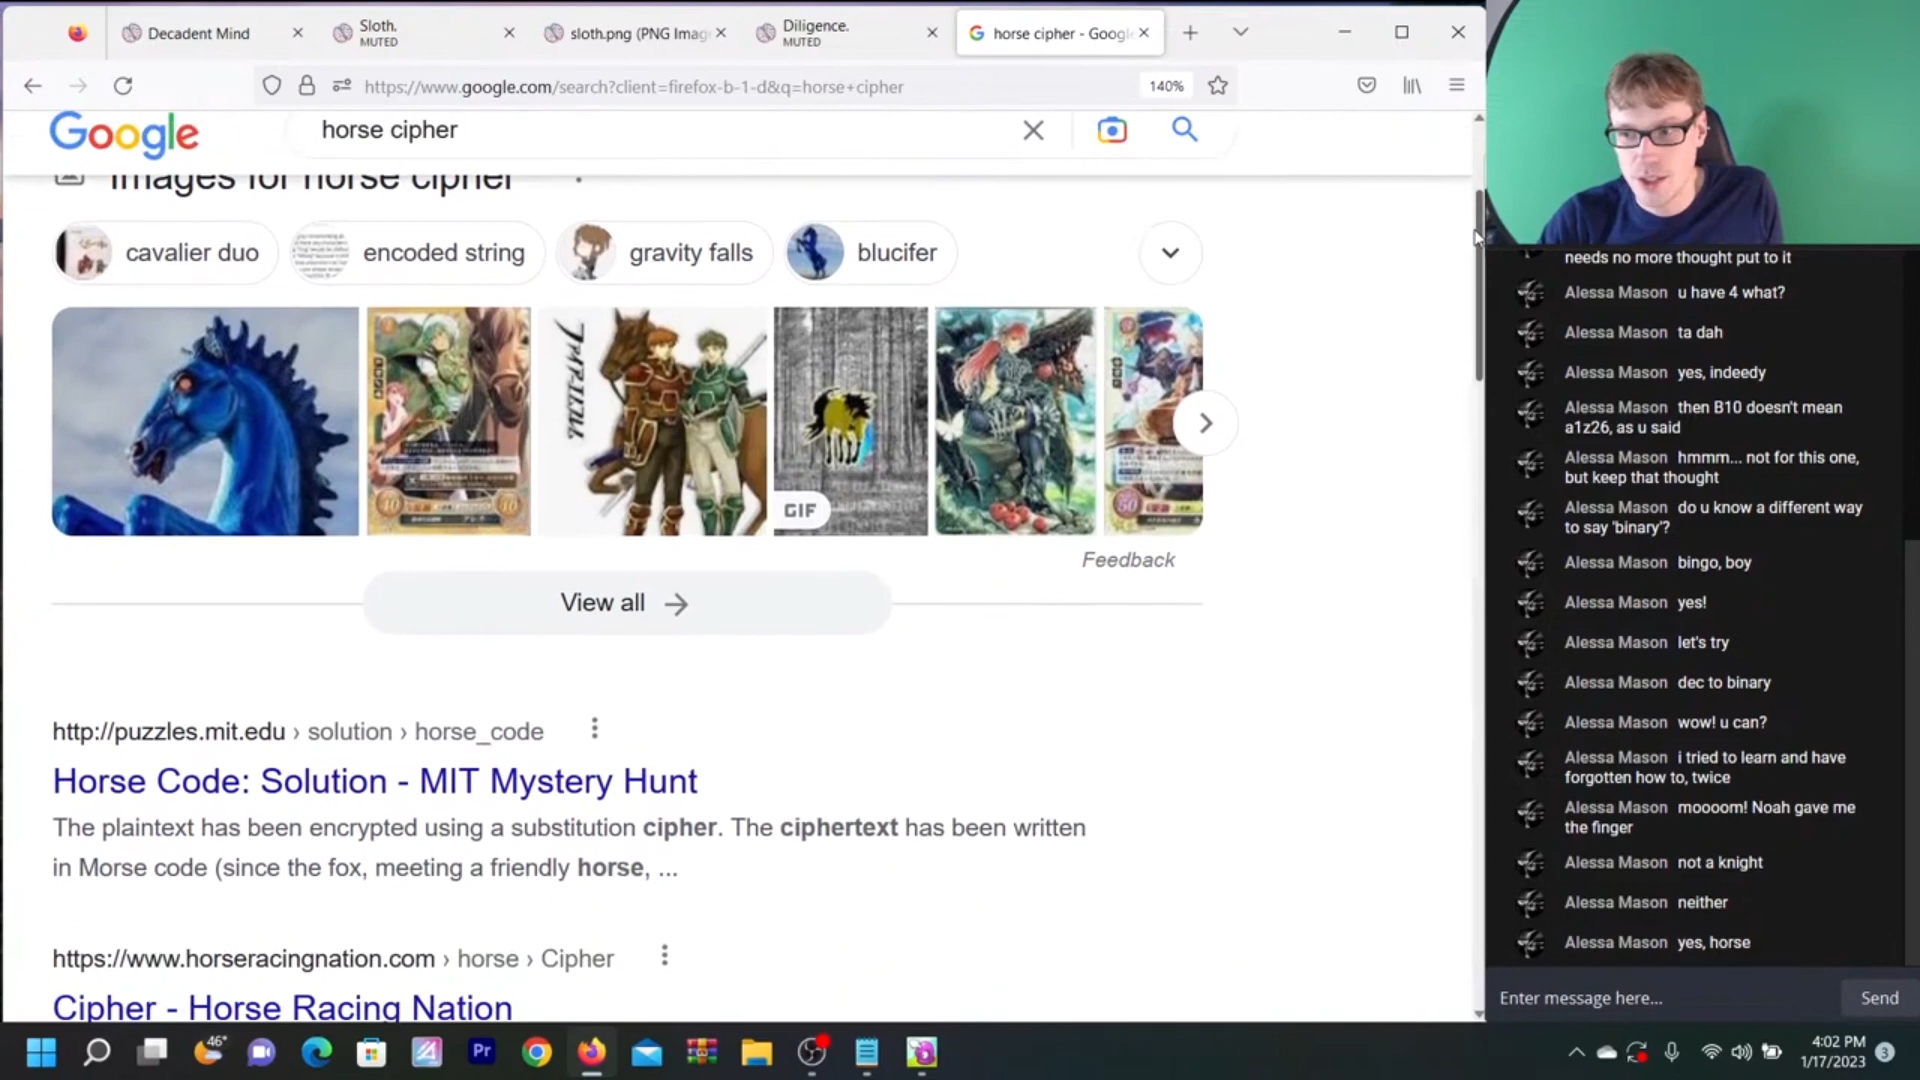 Decadent Mind
Sloth.
MUTED
sloth.png (PNG Imag
Diligence.
MUTED
horse cipher - Googl
https://www.google.com/search?client=firefox-b-1-d&q=horse+cipher
140%
Google
horse cipher
Images for horse cipher
cavalier duo
encoded string
gravity falls
blucifer
GIF
Feedback
View all
http://puzzles.mit.edu › solution › horse_code
Horse Code: Solution - MIT Mystery Hunt
The plaintext has been encrypted using a substitution cipher. The ciphertext has been written
in Morse code (since the fox, meeting a friendly horse, ...
https://www.horseracingnation.com › horse › Cipher
Cipher - Horse Racing Nation
needs no more thought put to it
Alessa Mason u have 4 what?
Alessa Mason ta dah
Alessa Mason yes, indeedy
Alessa Mason then B10 doesn't mean
a1z26, as u said
Alessa Mason hmmm... not for this one,
but keep that thought
Alessa Mason do u know a different way
to say 'binary'?
Alessa Mason bingo, boy
Alessa Mason yes!
Alessa Mason let's try
Alessa Mason dec to binary
Alessa Mason wow! u can?
Alessa Mason i tried to learn and have
forgotten how to, twice
Alessa Mason moooom! Noah gave me
the finger
Alessa Mason not a knight
Alessa Mason neither
Alessa Mason yes, horse
Enter message here...
Send
46°
Pr
4:02 PM
1/17/2023
3